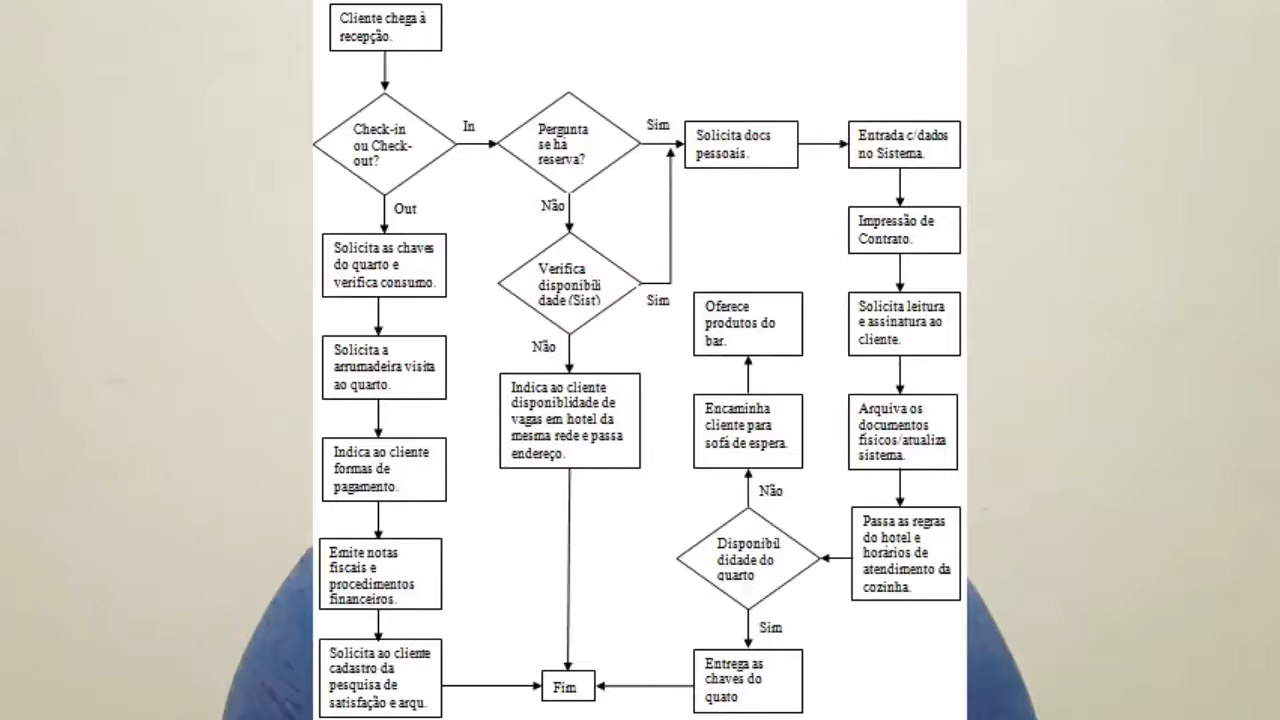 Cliente chega à
recepção.
Check-in
ou Check-
out?
In
Pergunta
se há
reserva?
Sim
Solicita docs
pessoais.
Entrada c/dados
no Sistema.
Out
Não
Impressão de
Contrato.
Solicita as chaves
do quarto e
verifica consumo.
Verifica
disponibili
dade (Sist)
Sim
Oferece
produtos do
bar.
Solicita leitura
e assinatura ao
cliente.
Solicita a
arrumadeira visita
ao quarto.
Não
Indica ao cliente
disponiblidade de
vagas em hotel da
mesma rede e passa
endereço.
Encaminha
cliente para
sofá de espera.
Arquiva os
documentos
físicos/atualiza
sistema.
Indica ao cliente
formas de
pagamento.
Não
Disponibil
didade do
quarto
Passa as regras
do hotel e
horários de
atendimento da
cozinha.
Emite notas
fiscais e
procedimentos
financeiros.
Sim
Solicita ao cliente
cadastro da
pesquisa de
satisfação e arqu.
Fim
Entrega as
chaves do
quato